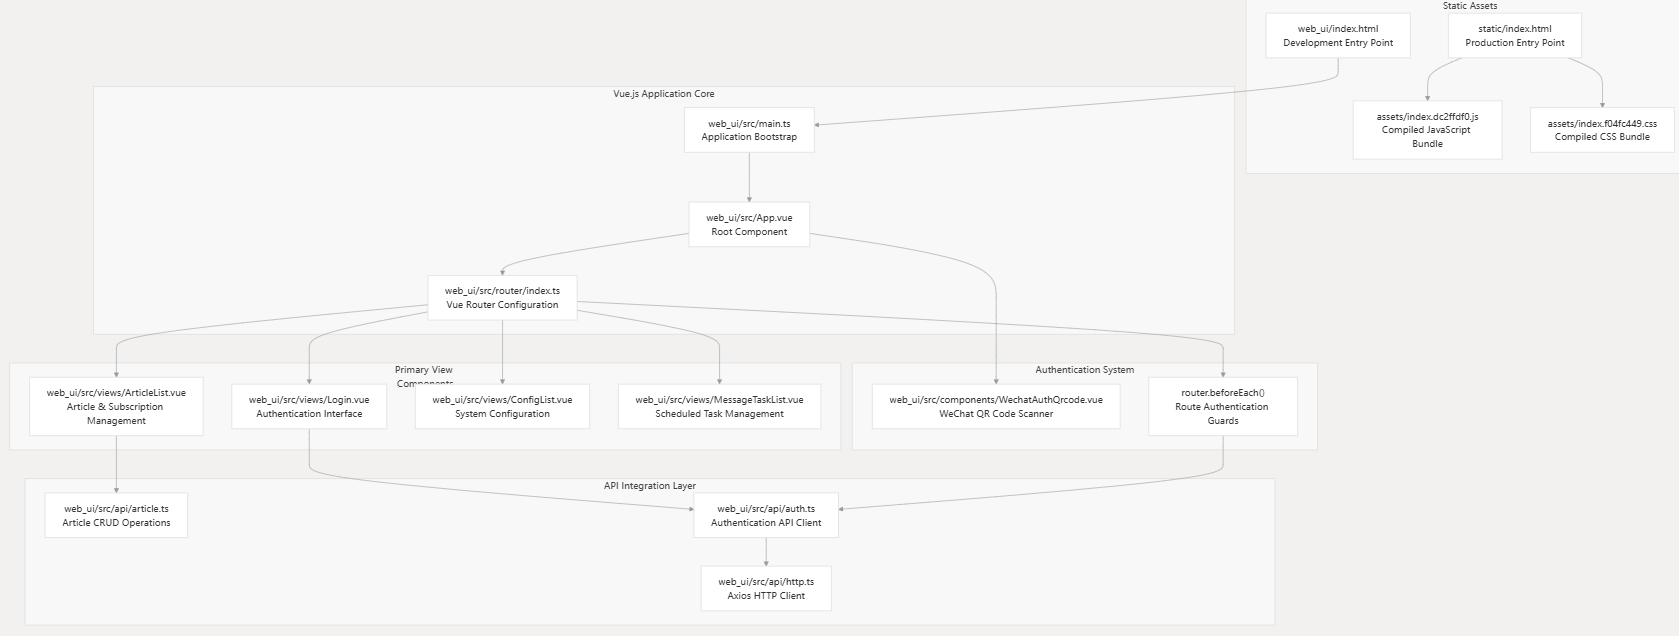 Static Assets
web_ui/index.html
Development Entry Point
static/index.html
Production Entry Point
assets/index.dc2ffdf0.js
Compiled JavaScript
Bundle
assets/index.f04fc449.css
Compiled CSS Bundle
Vue.js Application Core
web_ui/src/main.ts
Application Bootstrap
web_ui/src/App.vue
Root Component
web_ui/src/router/index.ts
Vue Router Configuration
Primary View
Components
web_ui/src/views/ArticleList.vue
Article & Subscription
Management
web_ui/src/views/Login.vue
Authentication Interface
web_ui/src/views/ConfigList.vue
System Configuration
web_ui/src/views/MessageTaskList.vue
Scheduled Task Management
Authentication System
web_ui/src/components/WechatAuthQrcode.vue
WeChat QR Code Scanner
router.beforeEach()
Route Authentication
Guards
API Integration Layer
web_ui/src/api/article.ts
Article CRUD Operations
web_ui/src/api/auth.ts
Authentication API Client
web_ui/src/api/http.ts
Axios HTTP Client